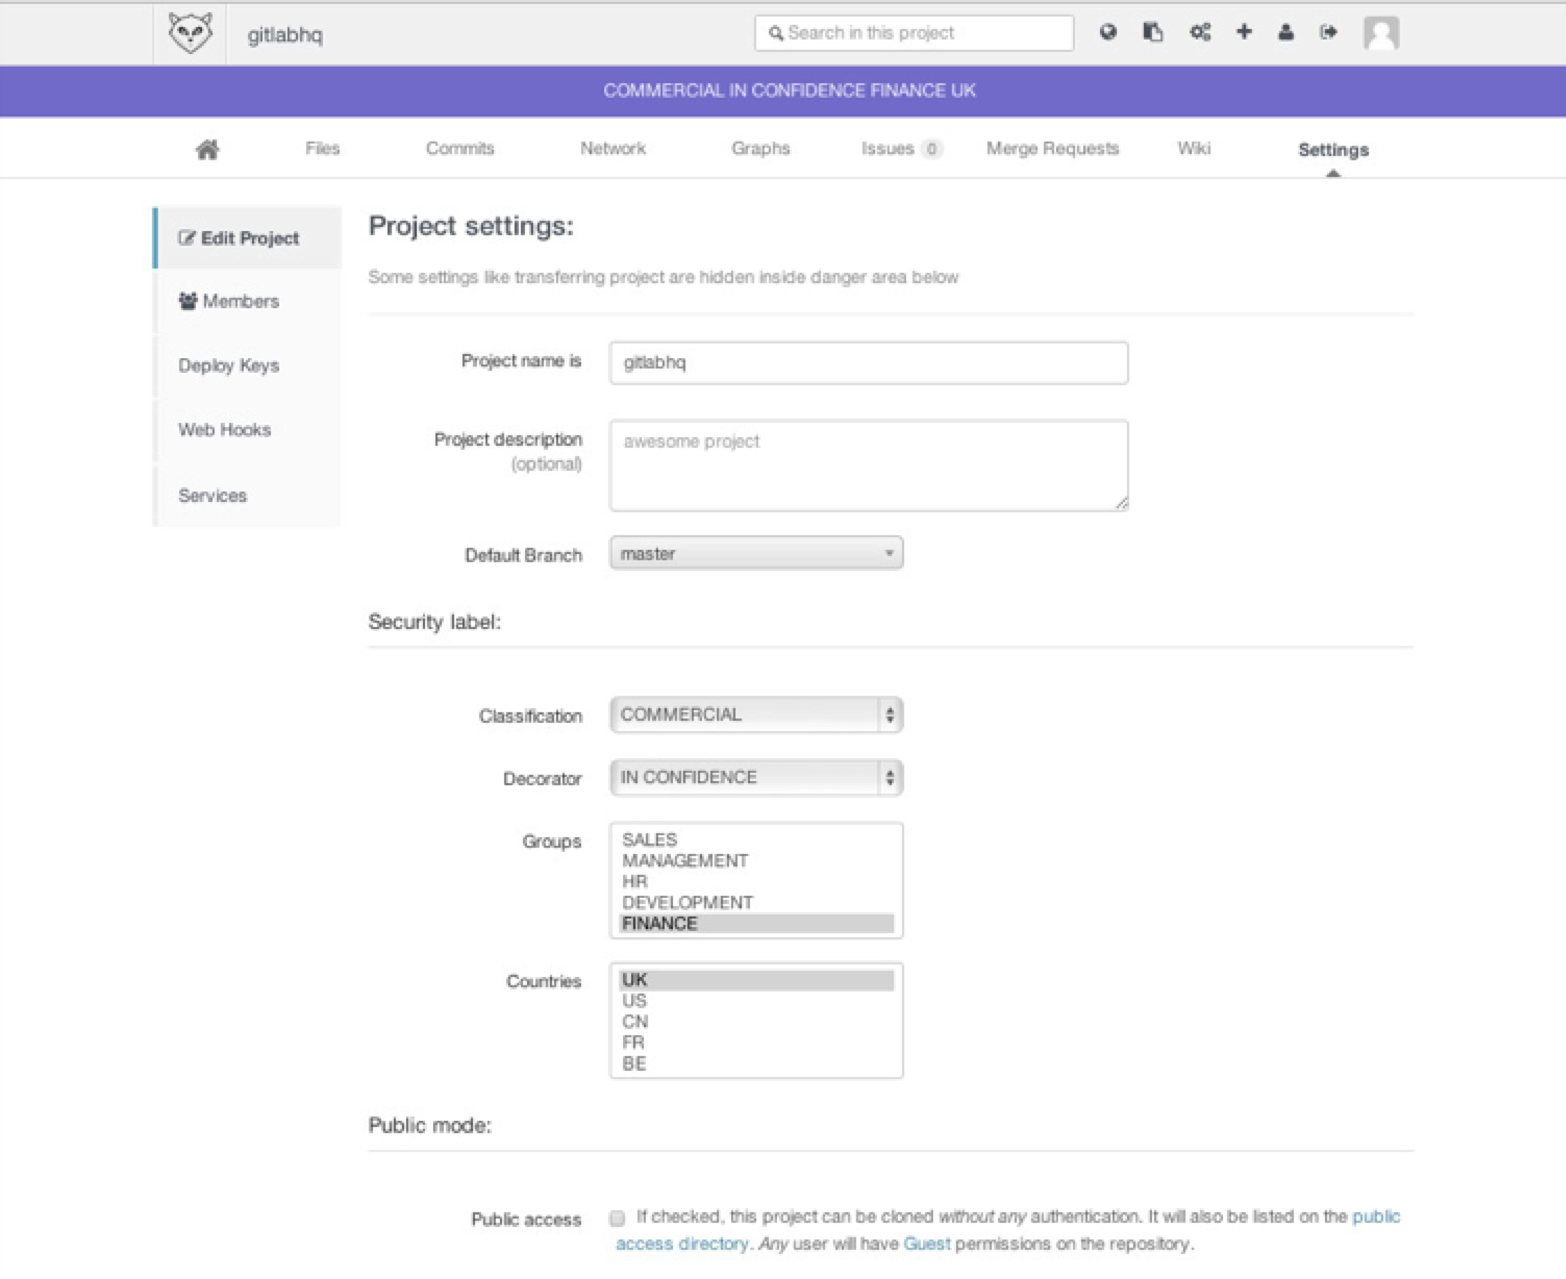 gitlabhq
Search in this project
COMMERCIAL IN CONFIDENCE FINANCE UK
Files Commits Network Graphs Issues 0 Merge Requests Wiki Settings
Edit Project
Members
Deploy Keys
Web Hooks
Services
Project settings:
Some settings like transferring project are hidden inside danger area below
Project name is gitlabhq
Project description awesome project
(optional)
Default Branch master
Security label:
Classification COMMERCIAL
Decorator IN CONFIDENCE
Groups SALES
MANAGEMENT
HR
DEVELOPMENT
FINANCE
Countries UK
US
CN
FR
BE
Public mode:
Public access If checked, this project can be cloned without any authentication. It will also be listed on the public
access directory. Any user will have Guest permissions on the repository.